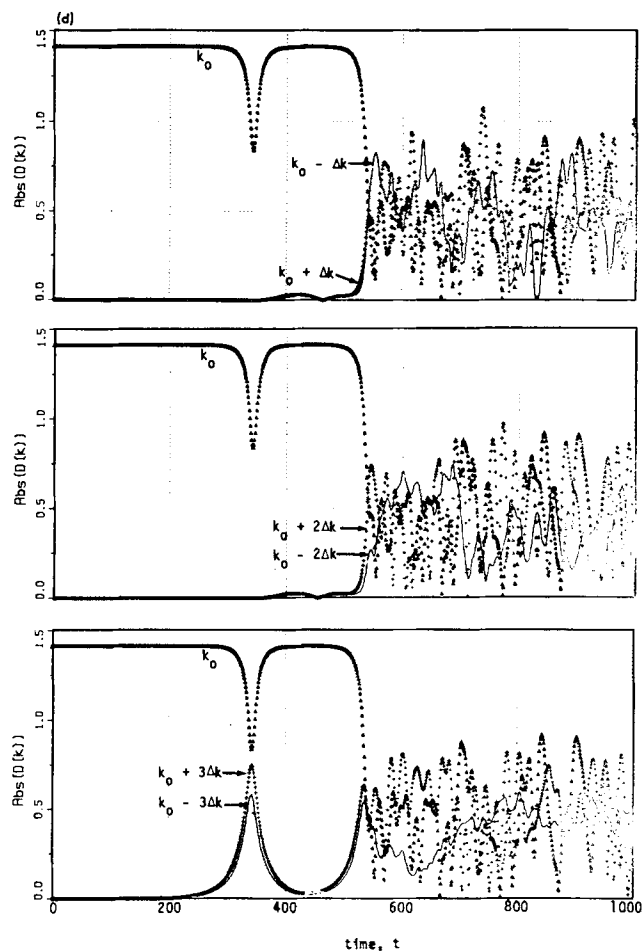 (d)
1.5
1.0
0.5
0.0
Abs(D(k))
k₀
k₀ - Δk
k₀ + Δk
1.5
1.0
0.5
0.0
Abs(D(k))
k₀
k₀ + 2Δk
k₀ - 2Δk
1.5
1.0
0.5
0.0
Abs(D(k))
k₀
k₀ + 3Δk
k₀ - 3Δk
0 200 400 600 800 1000
time, t